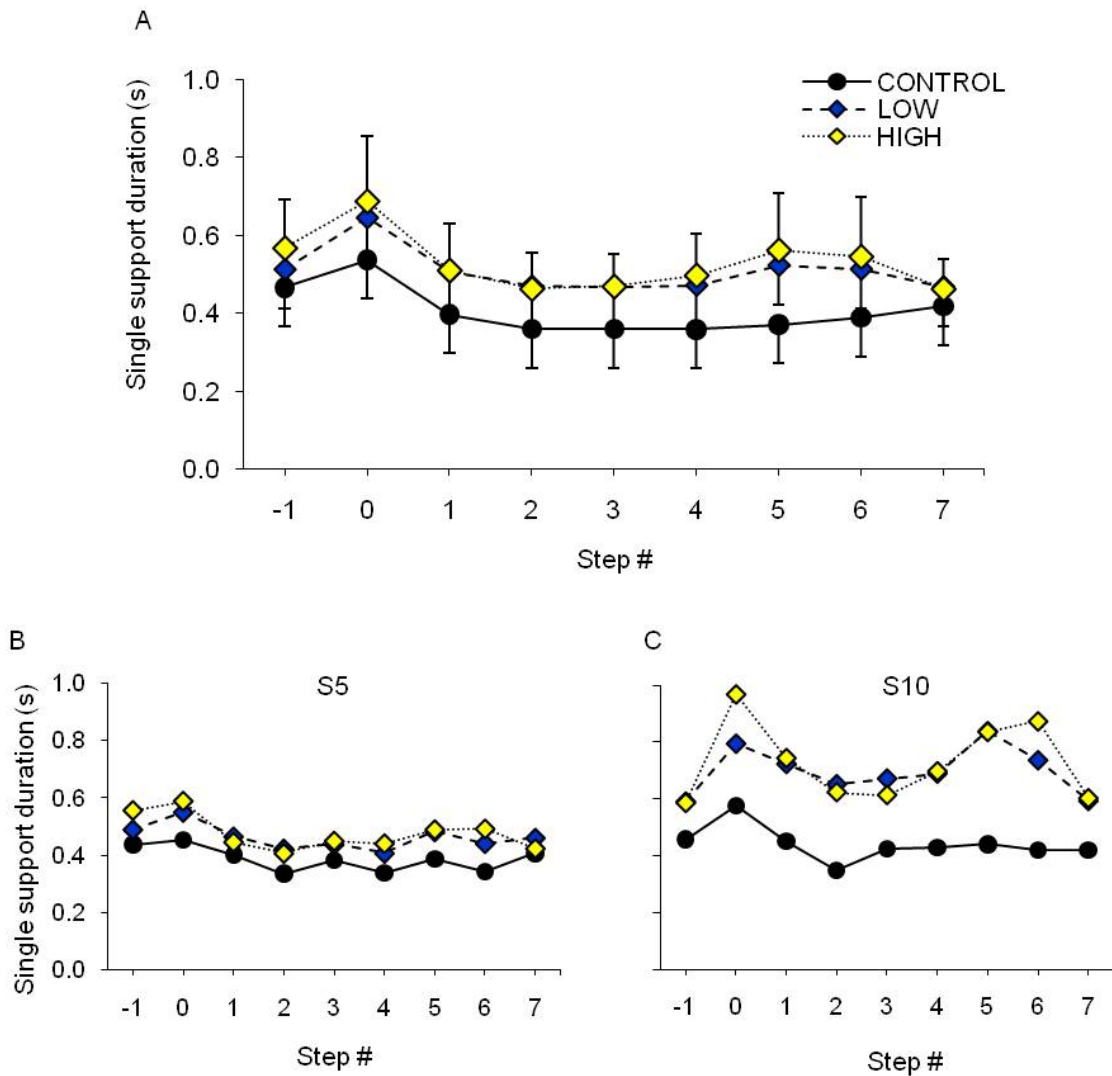 A
Single support duration (s)
1.0
0.8
0.6
0.4
0.2
0.0
CONTROL
LOW
HIGH
-1 0 1 2 3 4 5 6 7
Step #
B
S5
Single support duration (s)
1.0
0.8
0.6
0.4
0.2
0.0
-1 0 1 2 3 4 5 6 7
Step #
C
S10
-1 0 1 2 3 4 5 6 7
Step #